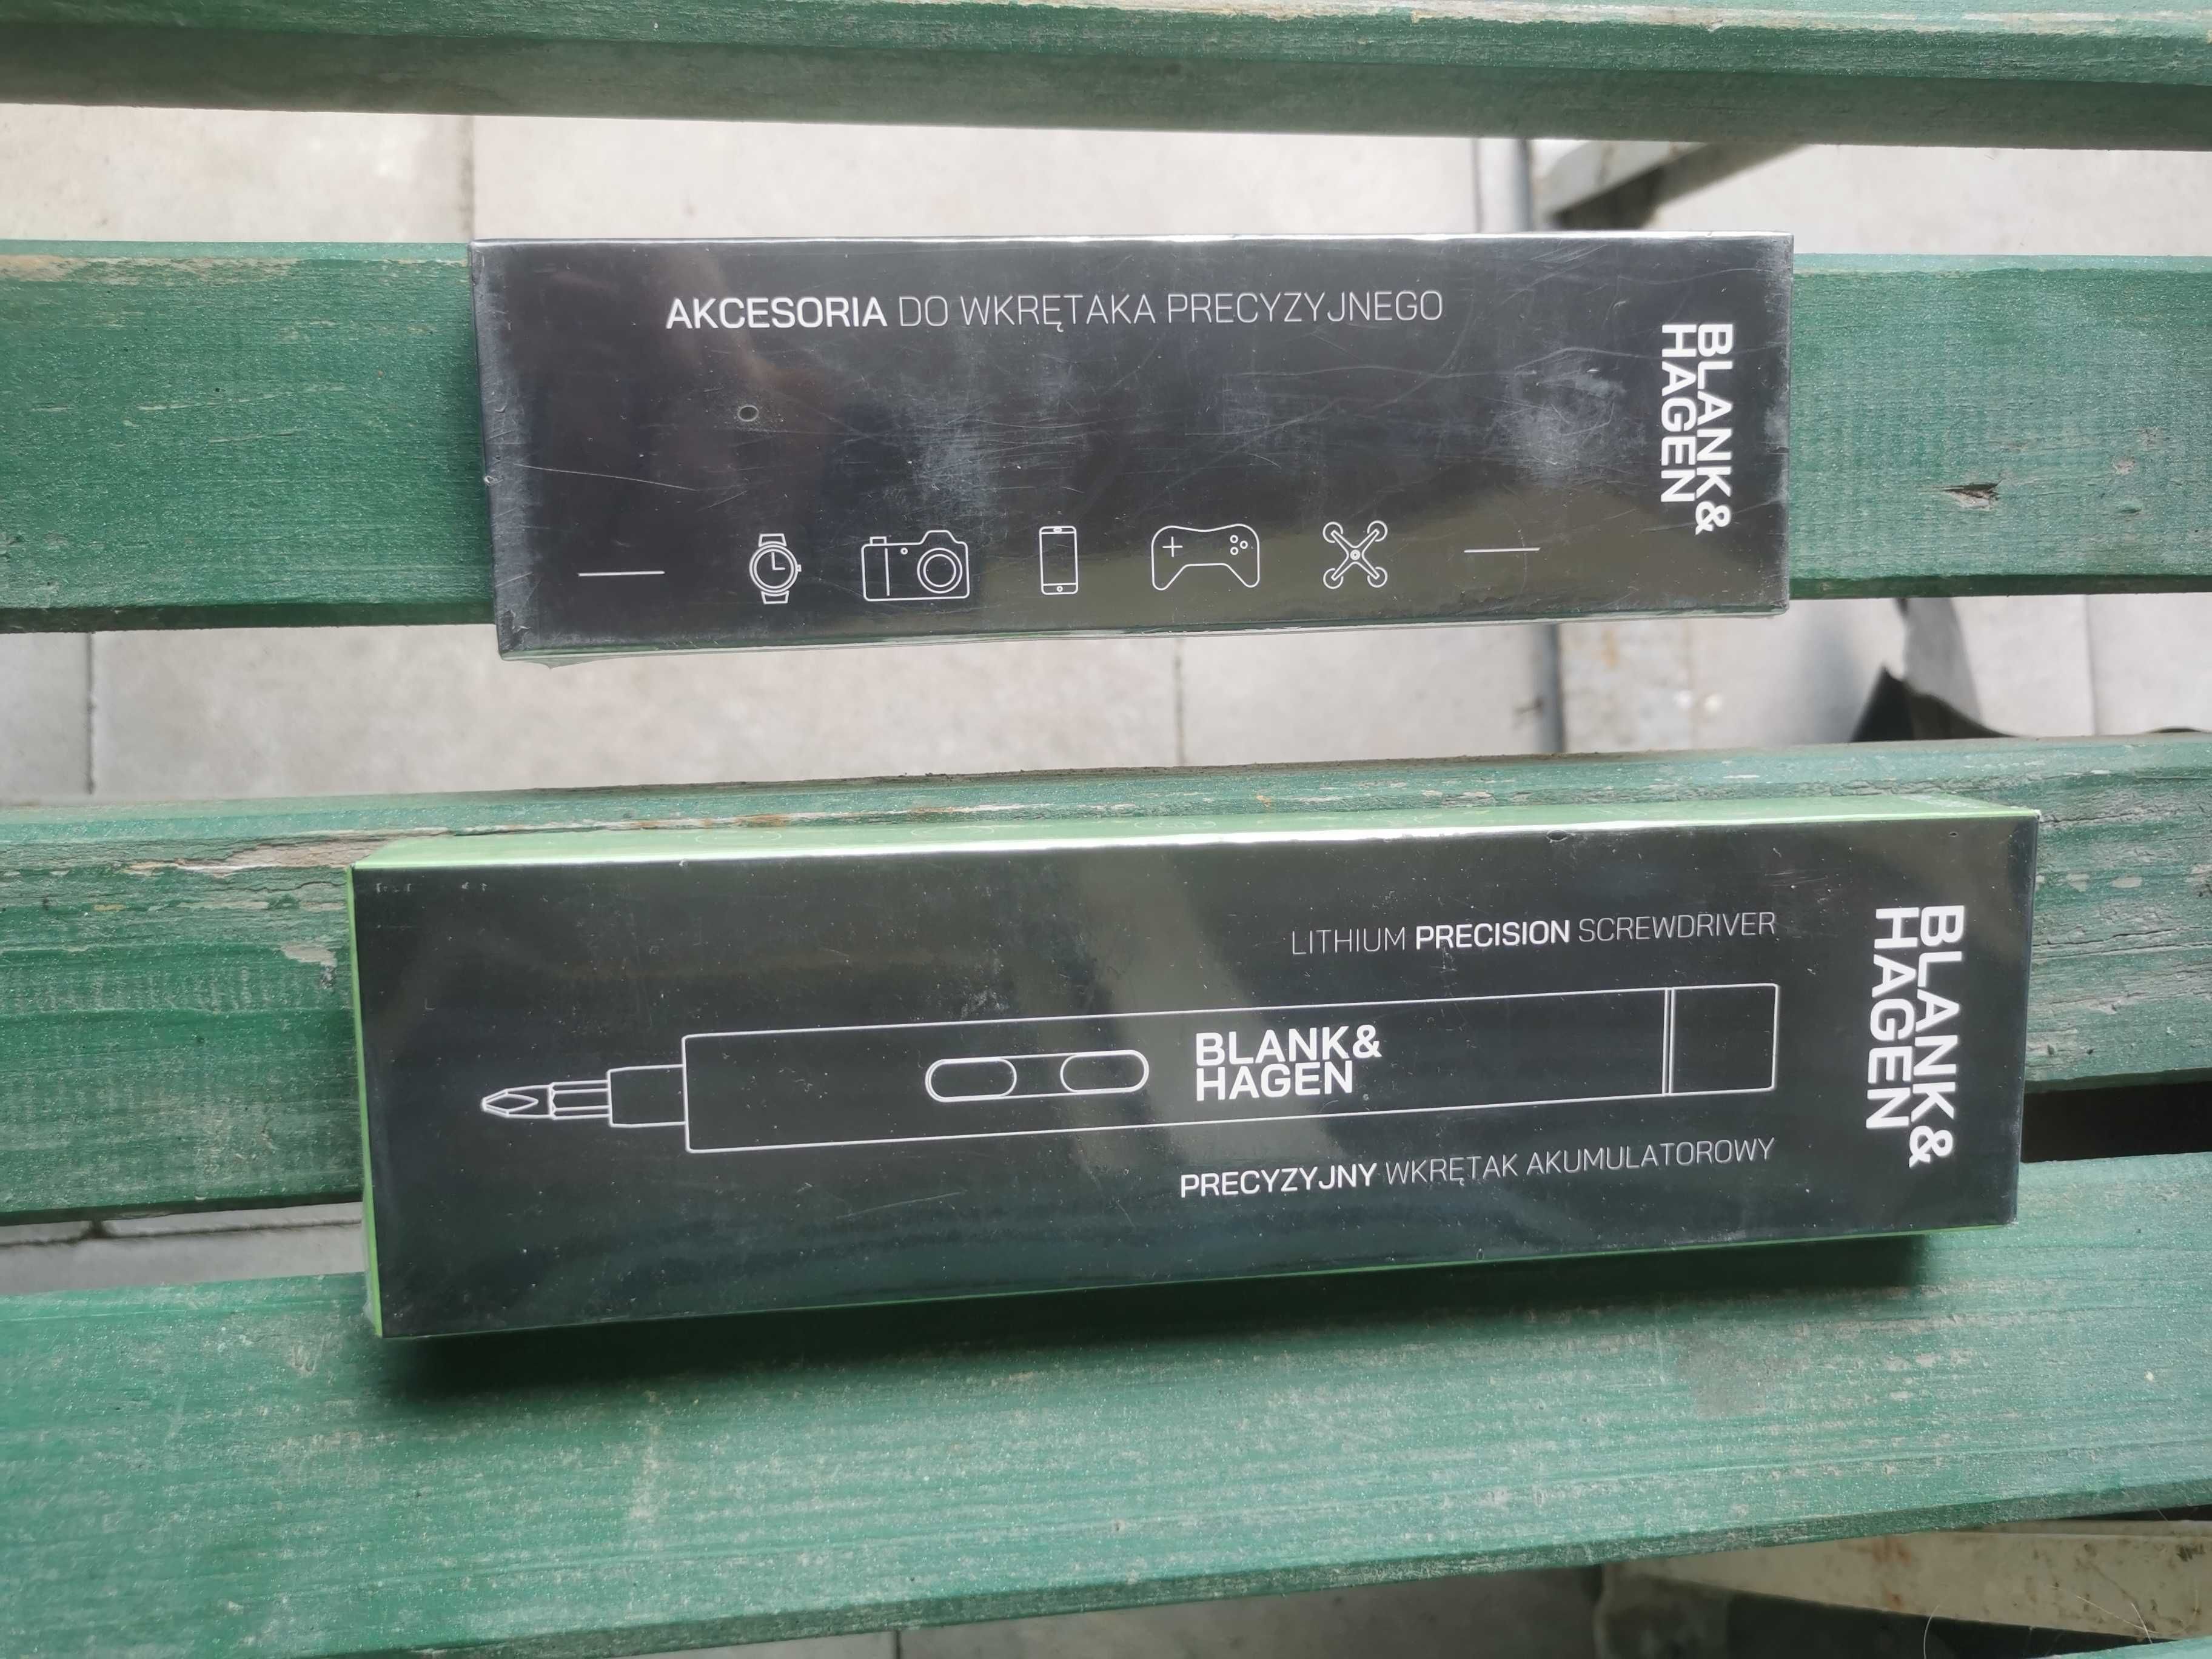 AKCESORIA DO WKRĘTAKA PRECYZYJNEGO
BLANK&
HAGEN
LITHIUM PRECISION SCREWDRIVER
BLANK&
HAGEN
PRECYZYJNY WKRĘTAK AKUMULATOROWY
BLANK&
HAGEN